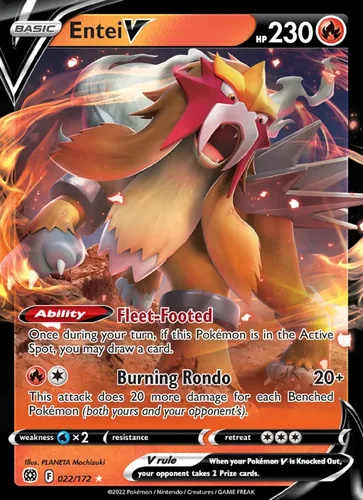 BASIC Entei V HP 230
Ability Fleet-Footed
Once during your turn, if this Pokémon is in the Active
Spot, you may draw a card.
Burning Rondo 20+
This attack does 20 more damage for each Benched
Pokémon (both yours and your opponent's).
weakness ×2 resistance retreat
Illus. PLANETA Mochizuki
F 022/172
V rule When your Pokémon V is Knocked Out,
your opponent takes 2 Prize cards.
©2022 Pokémon / Nintendo / Creatures / GAME FREAK